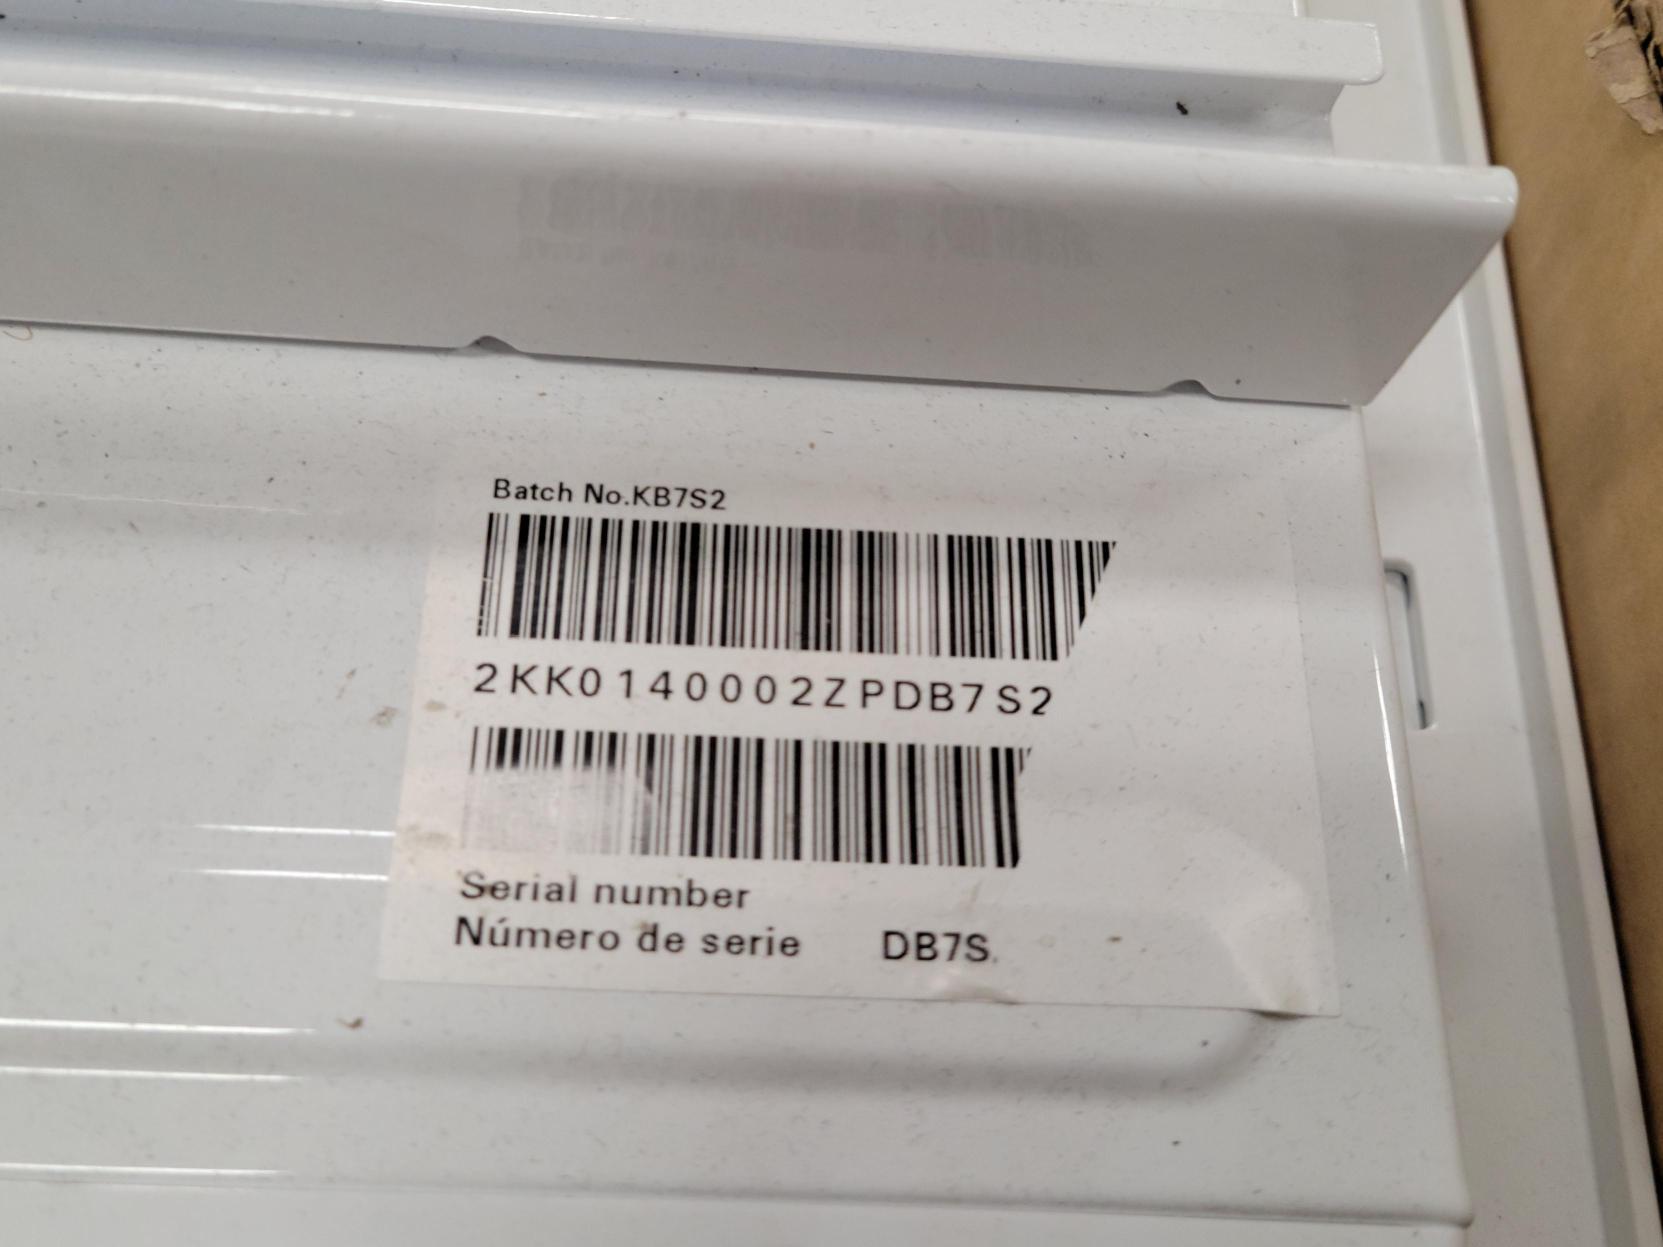 Batch No.KB7S2
2KK0140002ZPDB7S2
Serial number
Número de serie DB7S